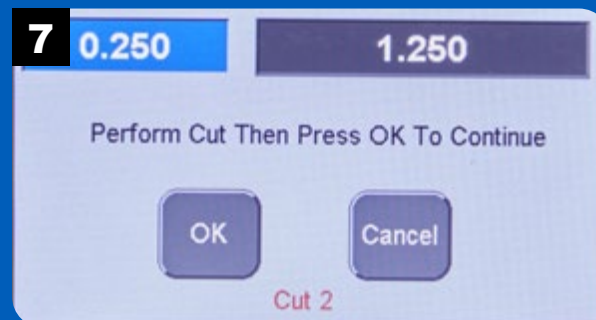 7
0.250 1.250
Perform Cut Then Press OK To Continue
OK Cancel
Cut 2